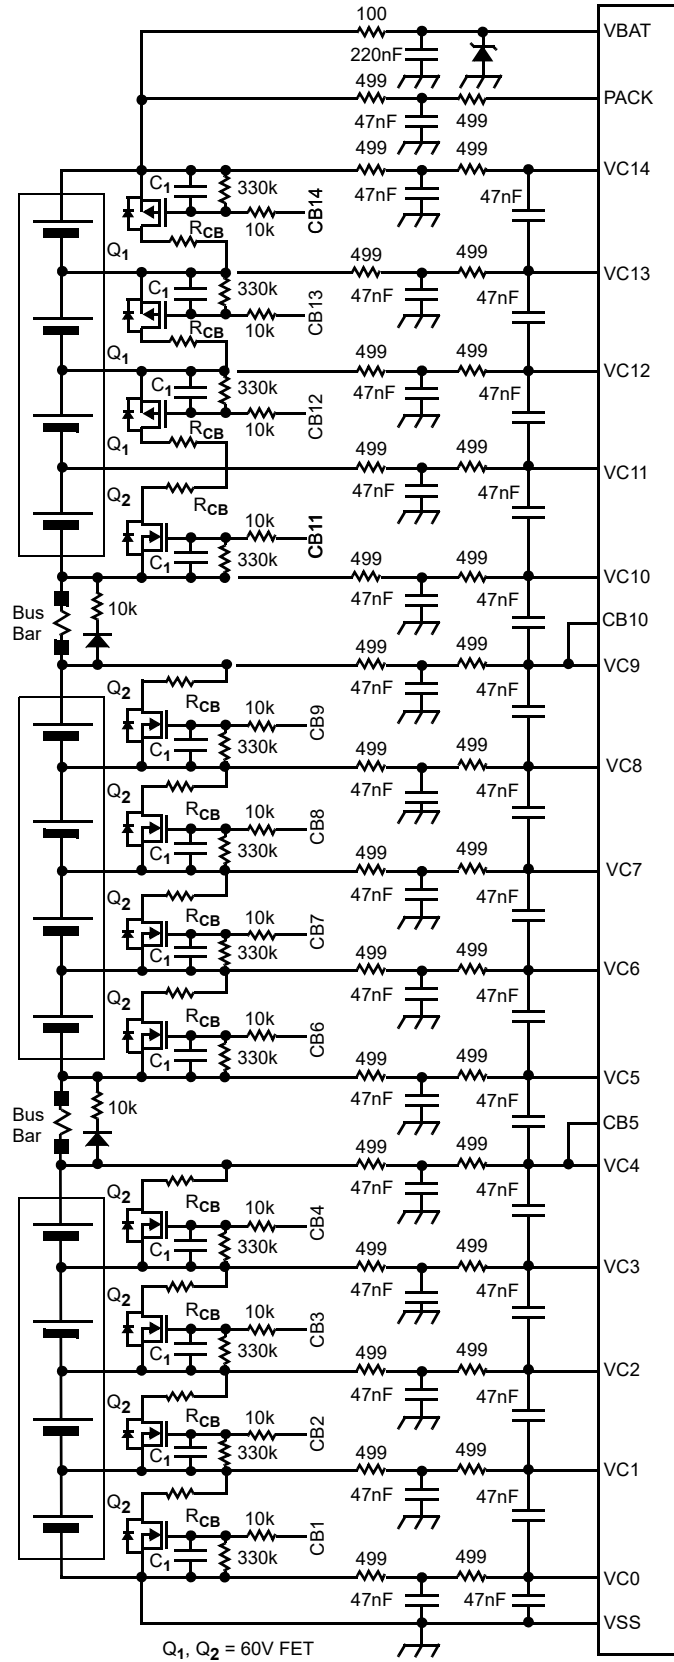 100
VBAT
220nF
499
PACK
47nF
499
499
499
VC14
C1
330k
47nF
47nF
CB14
RCB
10k
Q1
499
499
VC13
C1
330k
47nF
47nF
CB13
RCB
10k
Q1
499
499
VC12
C1
330k
47nF
47nF
CB12
RCB
10k
Q1
499
499
VC11
Q2
RCB
47nF
47nF
10k
CB11
C1
330k
499
499
VC10
Bus
Bar
10k
47nF
47nF
CB10
499
499
VC9
Q2
RCB
10k
CB9
47nF
47nF
C1
330k
499
499
VC8
Q2
RCB
10k
CB8
47nF
47nF
C1
330k
499
499
VC7
Q2
RCB
10k
CB7
47nF
47nF
C1
330k
499
499
VC6
Q2
RCB
10k
CB6
47nF
47nF
C1
330k
499
499
VC5
Bus
Bar
10k
47nF
47nF
CB5
499
499
VC4
Q2
RCB
10k
CB4
47nF
47nF
C1
330k
499
499
VC3
Q2
RCB
10k
CB3
47nF
47nF
C1
330k
499
499
VC2
Q2
RCB
10k
CB2
47nF
47nF
C1
330k
499
499
VC1
Q2
RCB
10k
CB1
47nF
47nF
C1
330k
499
499
VC0
47nF
47nF
VSS
Q1, Q2 = 60V FET